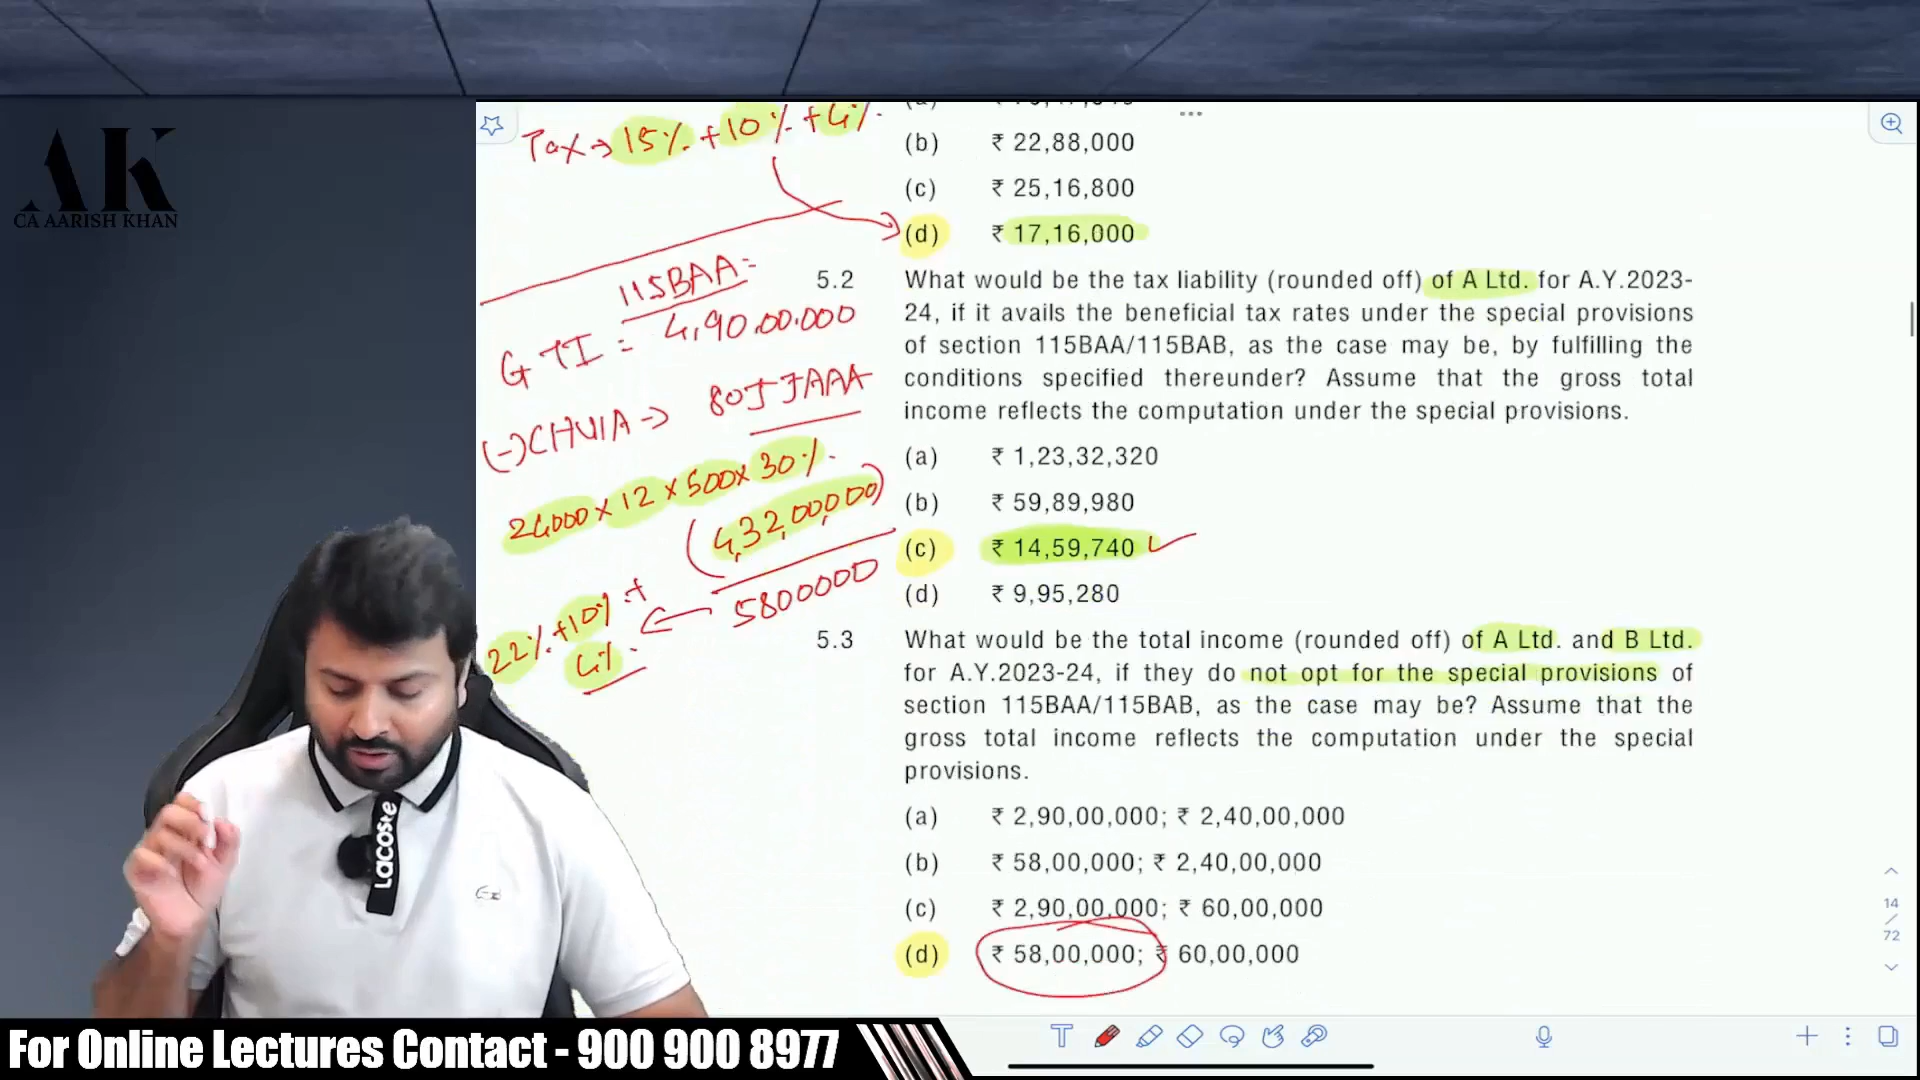 AK
CA AARISH KHAN
Tax → 15% + 10% + 4%
(b) ₹ 22,88,000
(c) ₹ 25,16,800
(d) ₹ 17,16,000
115BAA:
GTI = 4,90,00,000
(-) CHVIA → 80JJAAA
24000 × 12 × 500 × 30%
(4,32,00,000)
5800000
22% + 10% +
4%
5.2 What would be the tax liability (rounded off) of A Ltd. for A.Y.2023-
24, if it avails the beneficial tax rates under the special provisions
of section 115BAA/115BAB, as the case may be, by fulfilling the
conditions specified thereunder? Assume that the gross total
income reflects the computation under the special provisions.
(a) ₹ 1,23,32,320
(b) ₹ 59,89,980
(c) ₹ 14,59,740
(d) ₹ 9,95,280
5.3 What would be the total income (rounded off) of A Ltd. and B Ltd.
for A.Y.2023-24, if they do not opt for the special provisions of
section 115BAA/115BAB, as the case may be? Assume that the
gross total income reflects the computation under the special
provisions.
(a) ₹ 2,90,00,000; ₹ 2,40,00,000
(b) ₹ 58,00,000; ₹ 2,40,00,000
(c) ₹ 2,90,00,000; ₹ 60,00,000
(d) ₹ 58,00,000; ₹ 60,00,000
14
/
72
Lacoste
For Online Lectures Contact - 900 900 8977